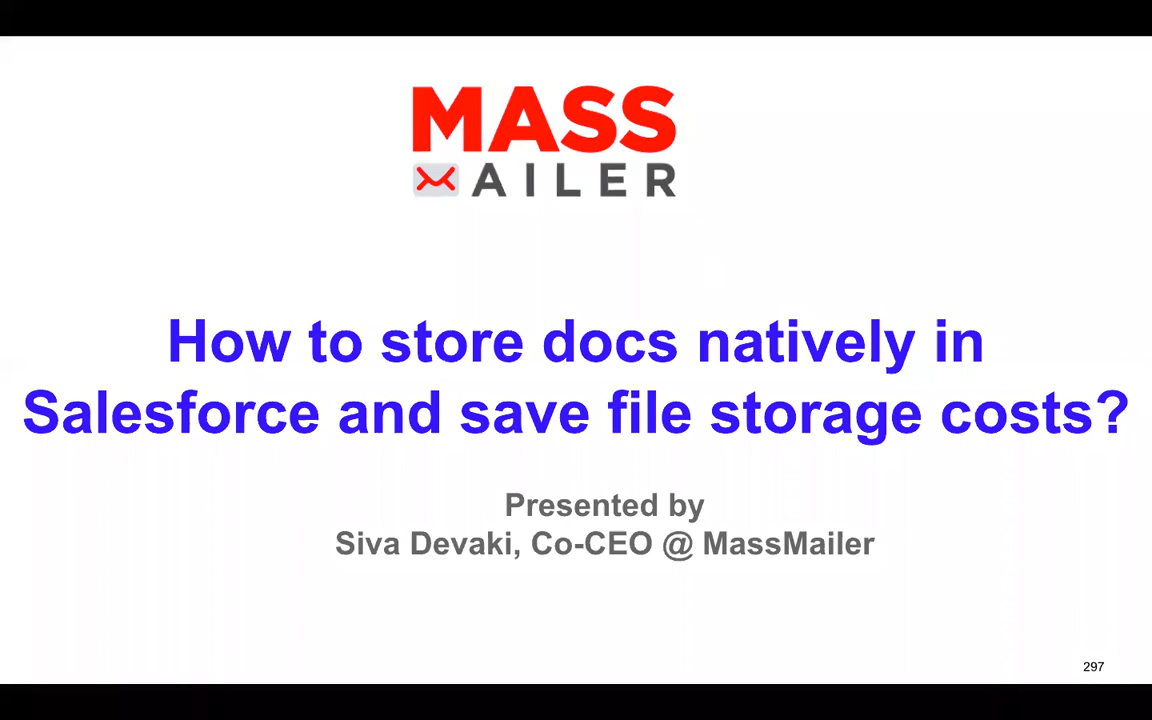 MASS
AILER
How to store docs natively in
Salesforce and save file storage costs?
Presented by
Siva Devaki, Co-CEO @ MassMailer
297